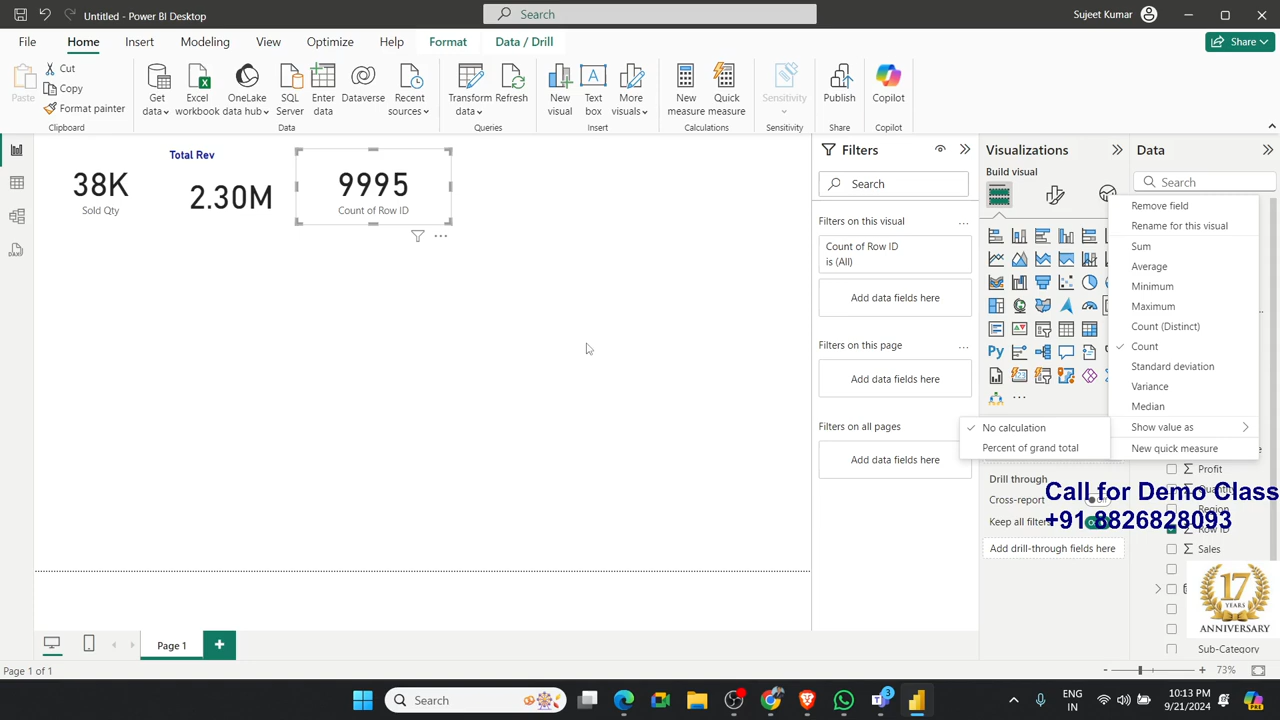 Untitled - Power BI Desktop
Search
Sujeet Kumar
File
Home
Insert
Modeling
View
Optimize
Help
Format
Data / Drill
Share
Paste
Cut
Copy
Format painter
Get data
Excel workbook
OneLake data hub
SQL Server
Enter data
Dataverse
Recent sources
Transform data
Refresh
New visual
Text box
More visuals
New measure
Quick measure
Sensitivity
Publish
Copilot
Clipboard
Data
Queries
Insert
Calculations
Sensitivity
Share
Copilot
Total Rev
38K
Sold Qty
2.30M
9995
Count of Row ID
Filters
Search
Filters on this visual
Count of Row ID
is (All)
Add data fields here
Filters on this page
Add data fields here
Filters on all pages
Add data fields here
Visualizations
Build visual
Py
Drill through
Cross-report
Keep all filters
Add drill-through fields here
Data
Search
Remove field
Rename for this visual
Sum
Average
Minimum
Maximum
Count (Distinct)
Count
Standard deviation
Variance
Median
Show value as
New quick measure
No calculation
Percent of grand total
Profit
Region
Sales
Sub-Category
Call for Demo Class
+91 8826828093
17
YEARS
ANNIVERSARY
Page 1
Page 1 of 1
73%
Search
3
ENG
IN
10:13 PM
9/21/2024